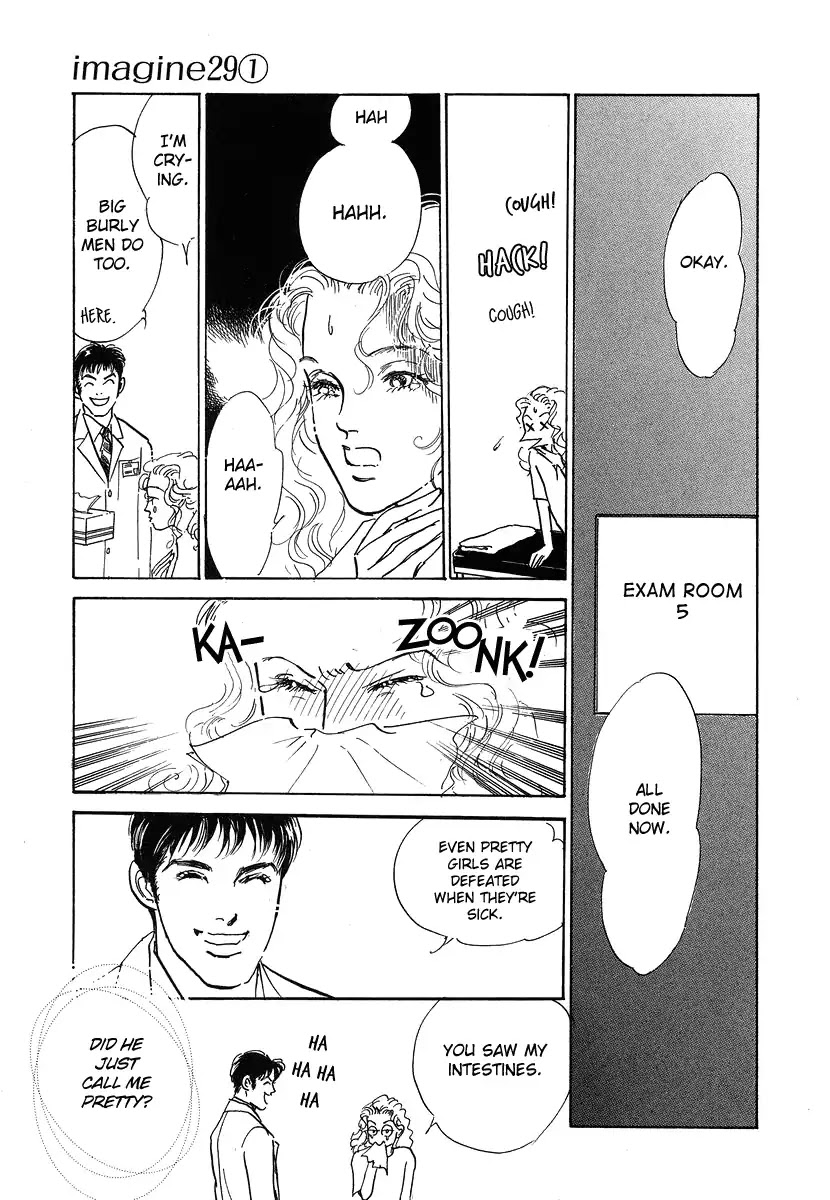 imagine29①
OKAY.
EXAM ROOM
5
ALL
DONE
NOW.
COUGH!
HACK!
COUGH!
HAH
HAHH.
HAA-
AAH.
I'M
CRY-
ING.
BIG
BURLY
MEN DO
TOO.
HERE.
KA-
ZOONK!
EVEN PRETTY
GIRLS ARE
DEFEATED
WHEN THEY'RE
SICK.
YOU SAW MY
INTESTINES.
HA
HA HA
HA
DID HE
JUST
CALL ME
PRETTY?